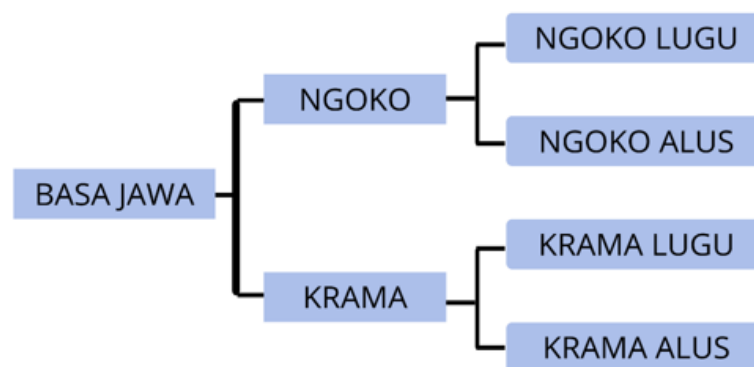 BASA JAWA
NGOKO
NGOKO LUGU
NGOKO ALUS
KRAMA
KRAMA LUGU
KRAMA ALUS